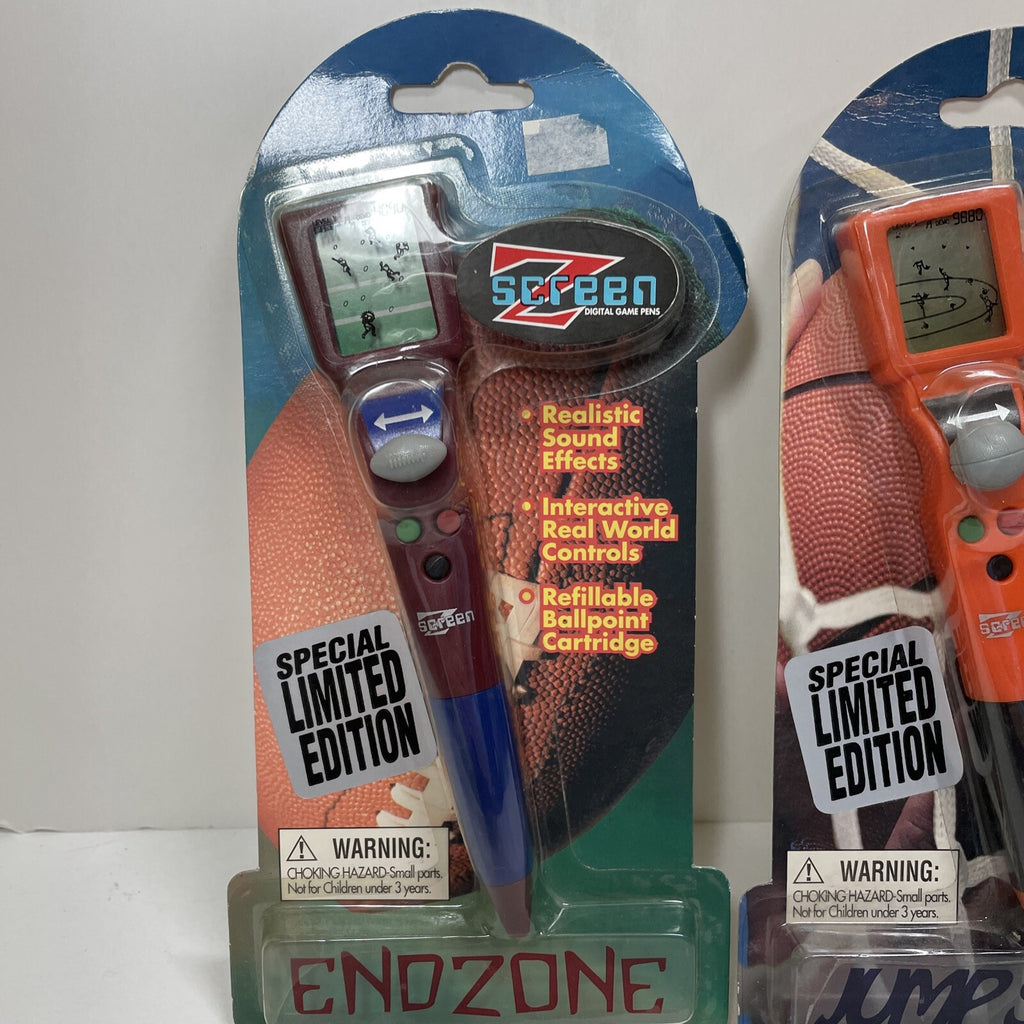 Z
screen
DIGITAL GAME PENS
• Realistic
Sound
Effects
• Interactive
Real World
Controls
• Refillable
Ballpoint
Cartridge
Z
screen
SPECIAL
LIMITED
EDITION
WARNING:
CHOKING HAZARD-Small parts.
Not for Children under 3 years.
ENDZONE
9880
SPECIAL
LIMITED
EDITION
WARNING:
CHOKING HAZARD-Small parts.
Not for Children under 3 years.
JUMP S